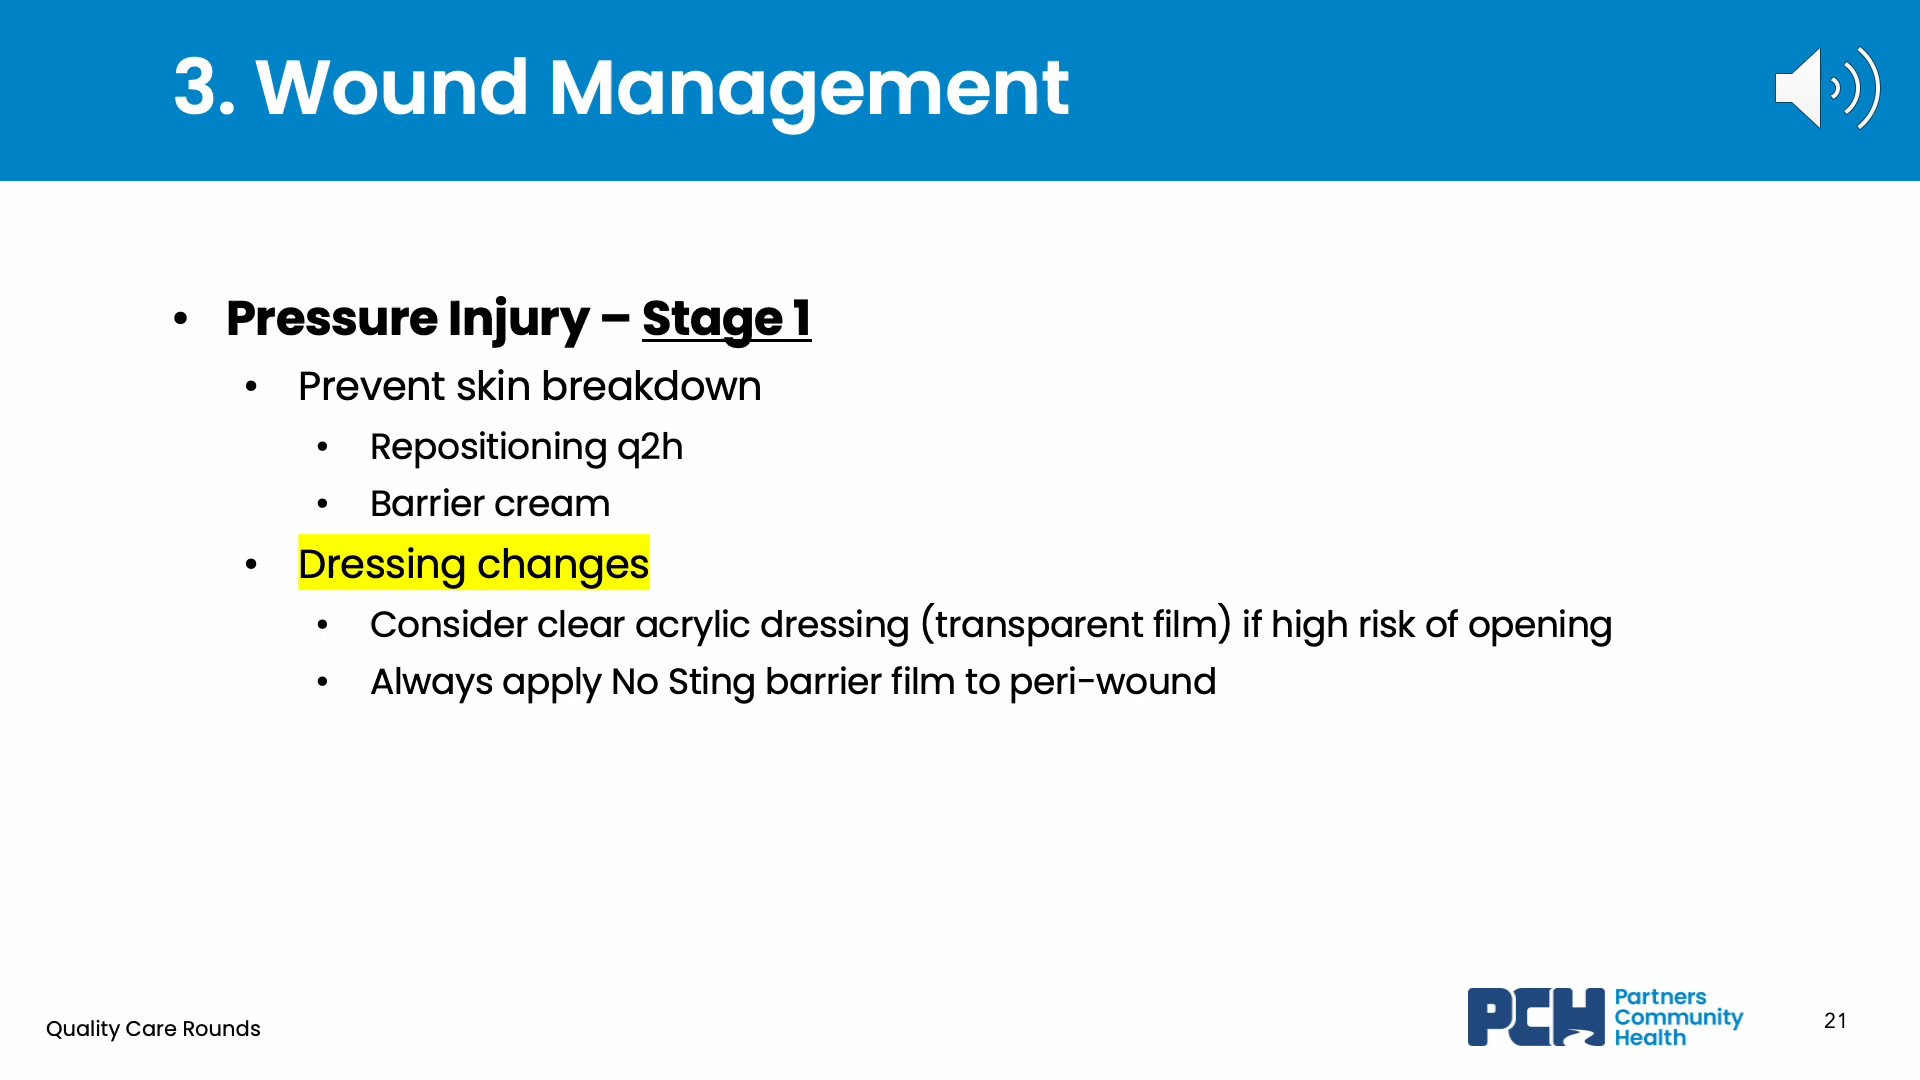 3. Wound Management
• Pressure Injury – Stage 1
• Prevent skin breakdown
• Repositioning q2h
• Barrier cream
• Dressing changes
• Consider clear acrylic dressing (transparent film) if high risk of opening
• Always apply No Sting barrier film to peri-wound
Quality Care Rounds
PCH
Partners
Community
Health
21